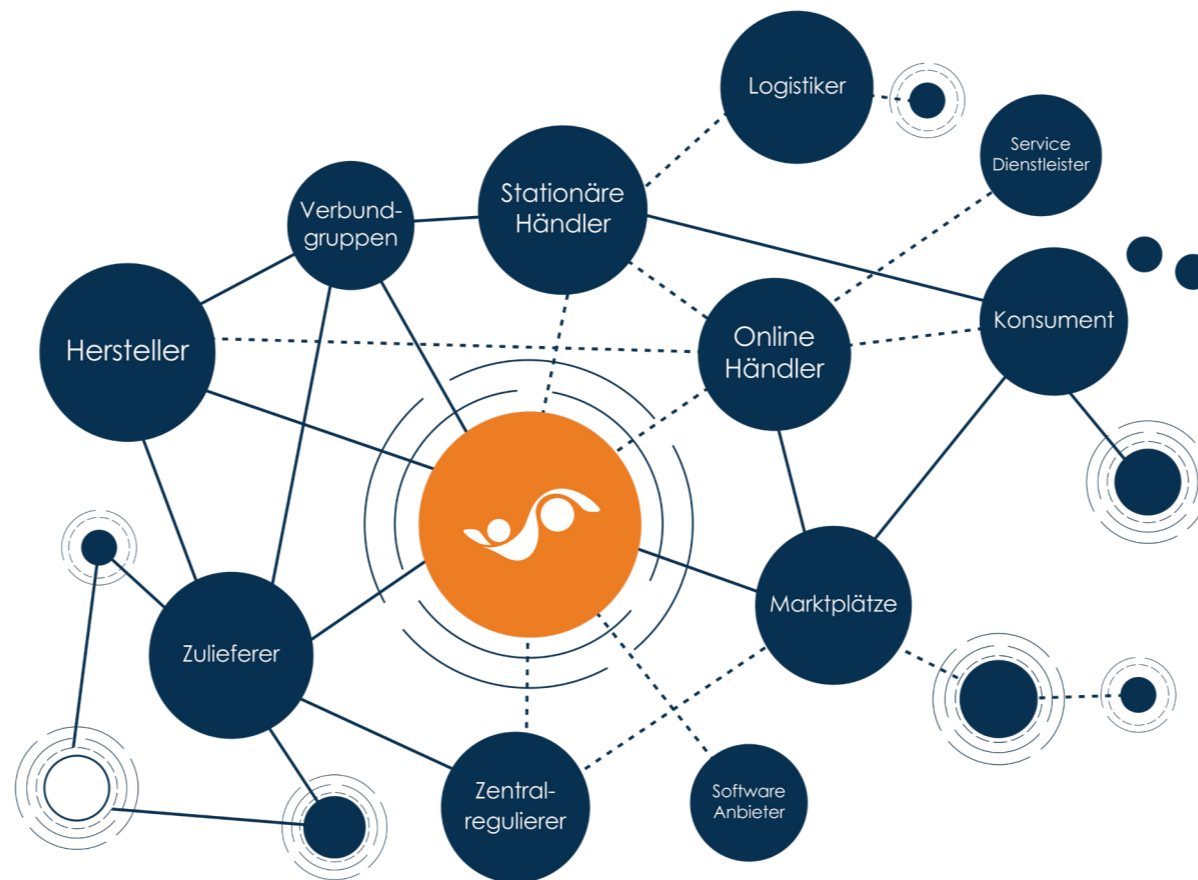 Logistiker
Service
Dienstleister
Stationäre
Händler
Verbund-
gruppen
Konsument
Hersteller
Online
Händler
Marktplätze
Zulieferer
Zentral-
regulierer
Software
Anbieter